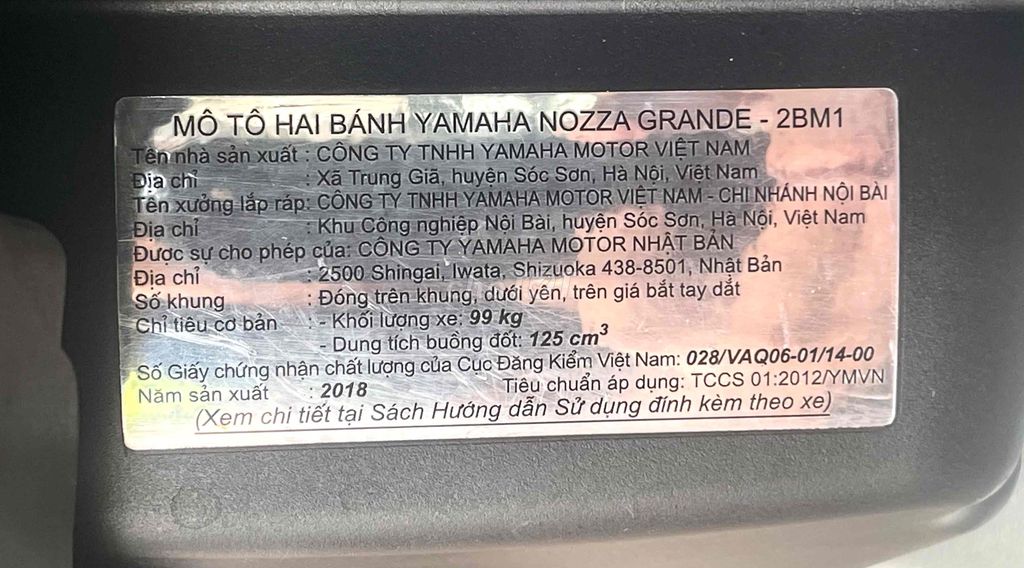 MÔ TÔ HAI BÁNH YAMAHA NOZZA GRANDE - 2BM1
Tên nhà sản xuất : CÔNG TY TNHH YAMAHA MOTOR VIỆT NAM
Địa chỉ : Xã Trung Giã, huyện Sóc Sơn, Hà Nội, Việt Nam
Tên xưởng lắp ráp: CÔNG TY TNHH YAMAHA MOTOR VIỆT NAM - CHI NHÁNH NỘI BÀI
Địa chỉ : Khu Công nghiệp Nội Bài, huyện Sóc Sơn, Hà Nội, Việt Nam
Được sự cho phép của: CÔNG TY YAMAHA MOTOR NHẬT BẢN
Địa chỉ : 2500 Shingai, Iwata, Shizuoka 438-8501, Nhật Bản
Số khung : Đóng trên khung, dưới yên, trên giá bắt tay dắt
Chỉ tiêu cơ bản : - Khối lượng xe: 99 kg
- Dung tích buồng đốt: 125 cm³
Số Giấy chứng nhận chất lượng của Cục Đăng Kiểm Việt Nam: 028/VAQ06-01/14-00
Năm sản xuất : 2018 Tiêu chuẩn áp dụng: TCCS 01:2012/YMVN
(Xem chi tiết tại Sách Hướng dẫn Sử dụng đính kèm theo xe)